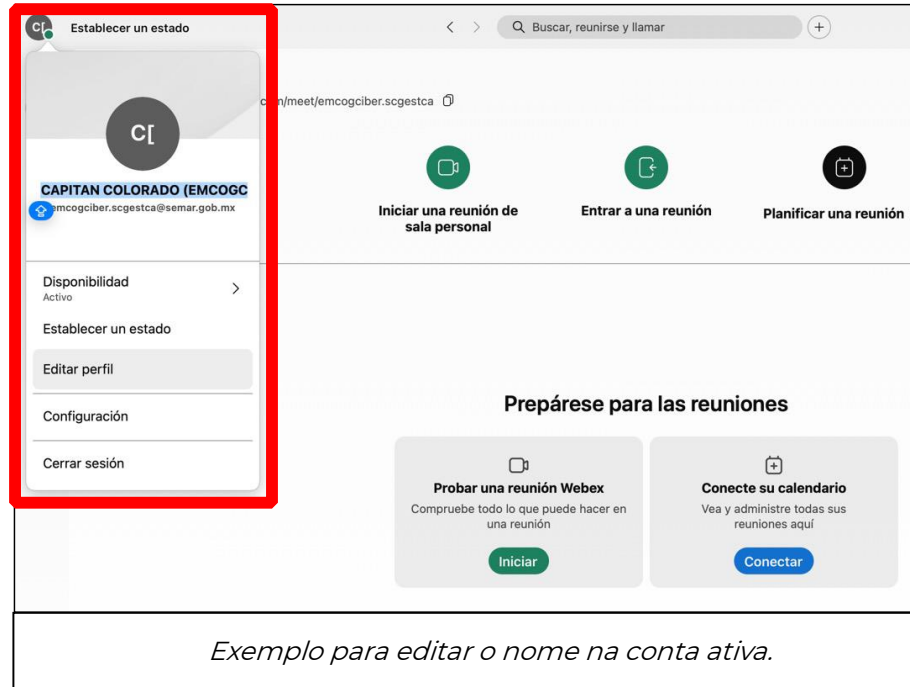 C[ Establecer un estado
Buscar, reunirse y llamar
m/meet/emcogciber.scgestca
C[
CAPITAN COLORADO (EMCOGC
emcogciber.scgestca@semar.gob.mx
Iniciar una reunión de
sala personal
Entrar a una reunión
Planificar una reunión
Disponibilidad
Activo
Establecer un estado
Editar perfil
Configuración
Cerrar sesión
Prepárese para las reuniones
Probar una reunión Webex
Compruebe todo lo que puede hacer en
una reunión
Iniciar
Conecte su calendario
Vea y administre todas sus
reuniones aquí
Conectar
Exemplo para editar o nome na conta ativa.